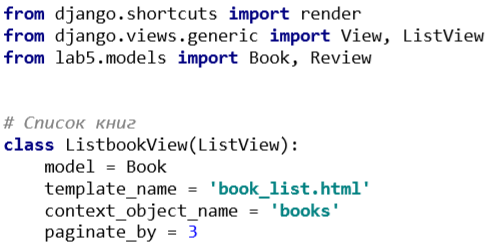 from django.shortcuts import render
from django.views.generic import View, ListView
from lab5.models import Book, Review
# Список книг
class ListbookView(ListView):
    model = Book
    template_name = 'book_list.html'
    context_object_name = 'books'
    paginate_by = 3